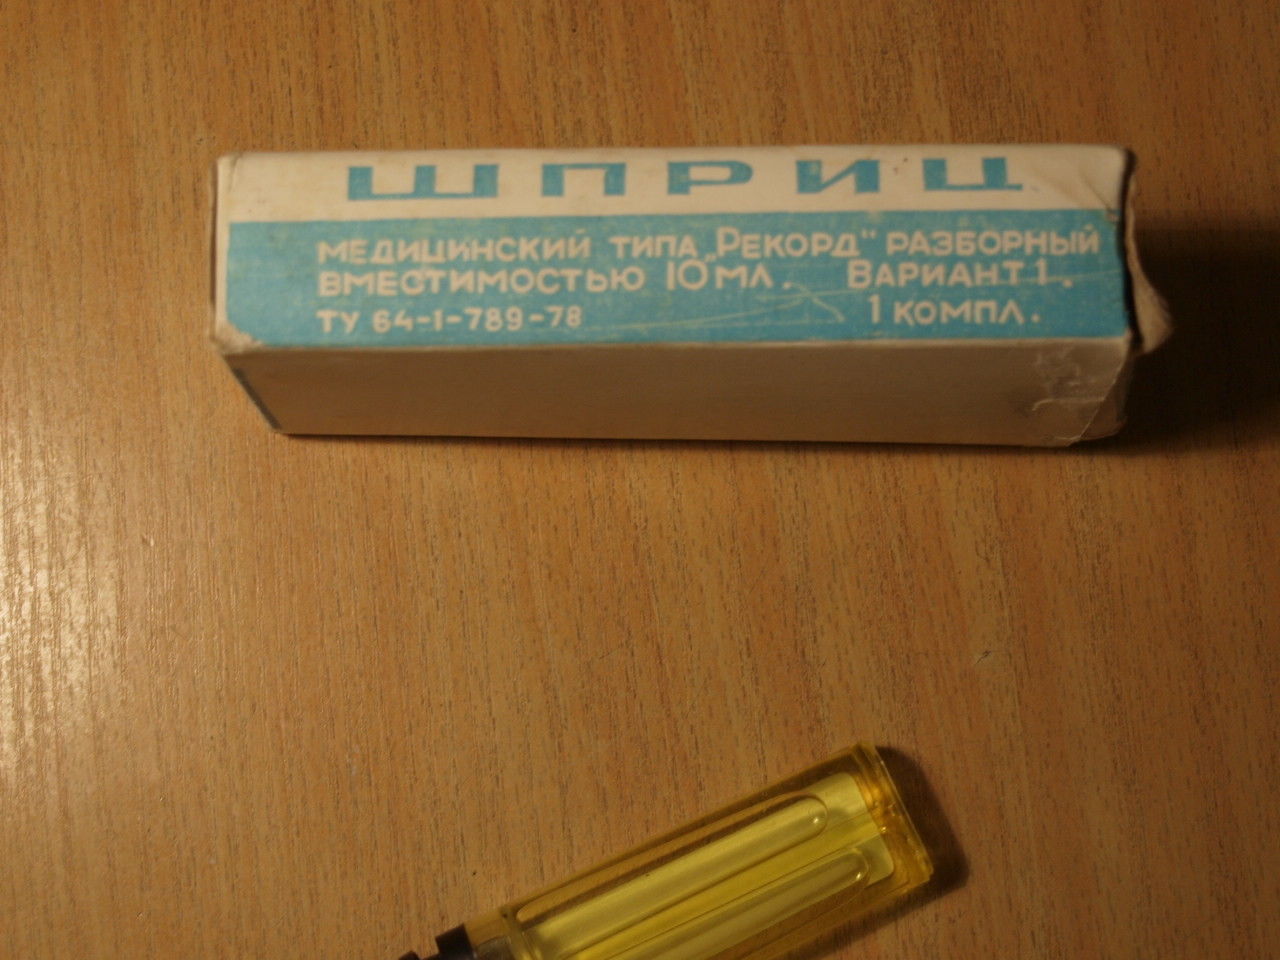 ШПРИЦ
МЕДИЦИНСКИЙ ТИПА „РЕКОРД" РАЗБОРНЫЙ
ВМЕСТИМОСТЬЮ 10 МЛ. ВАРИАНТ 1.
ТУ 64-1-789-78 1 КОМПЛ.